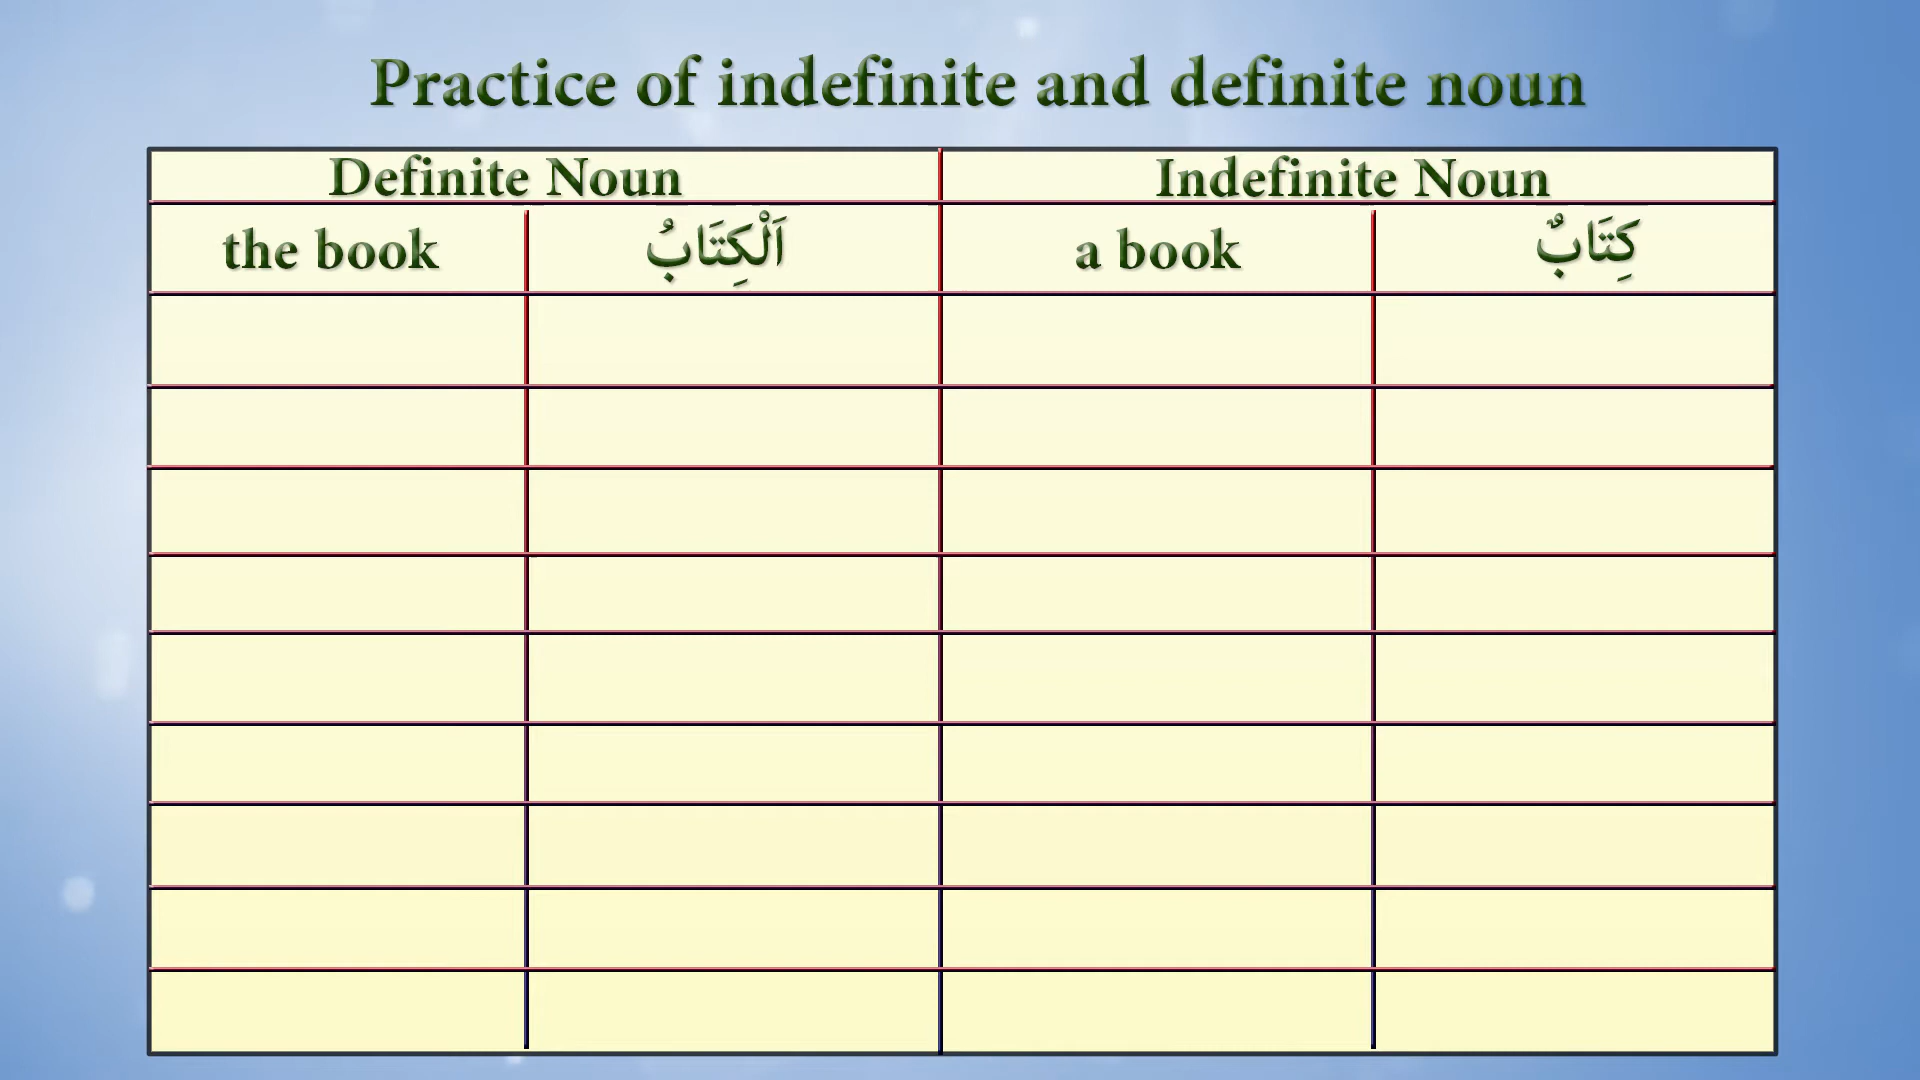 Practice of indefinite and definite noun
Definite Noun Indefinite Noun
the book اَلْكِتَابُ a book كِتَابٌ